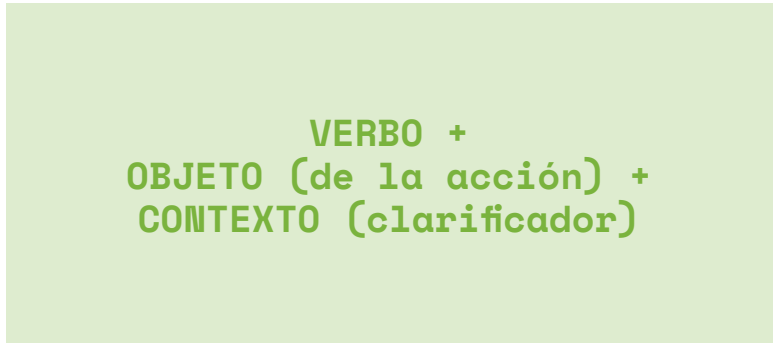 VERBO +
OBJETO (de la acción) +
CONTEXTO (clarificador)